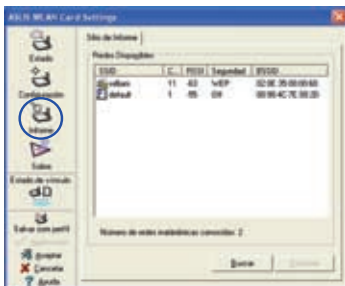 ASUS WLAN Card Settings
Estado
Configuración
Informe
Sobre
Estado de vínculo
Salvar com perfil
Aceptar
Cancelar
Ayuda
Sitio de Informe
Redes Disponibles
SSID C... RSSI Seguridad BSSID
11 -63 WEP
default 1 -95 Off
Número de redes inalámbricas conocidas: 2
Buscar